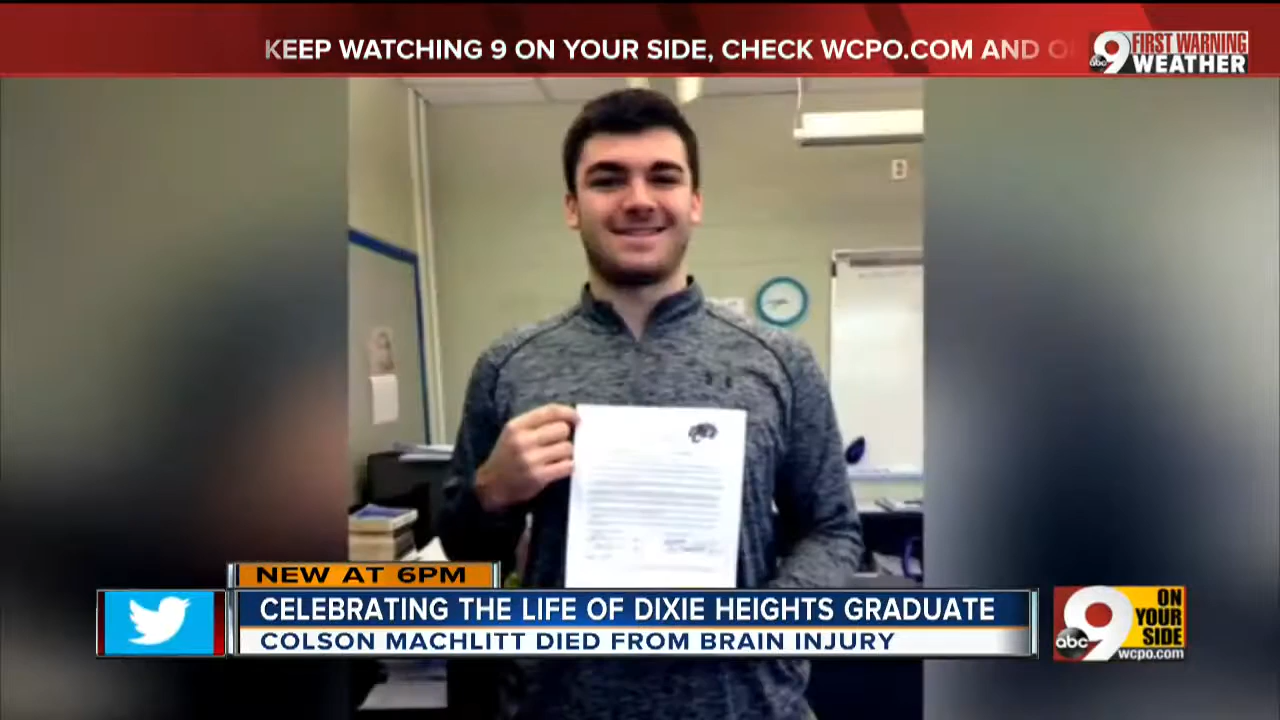 KEEP WATCHING 9 ON YOUR SIDE, CHECK WCPO.COM AND
abc 9 FIRST WARNING
WEATHER
NEW AT 6PM
CELEBRATING THE LIFE OF DIXIE HEIGHTS GRADUATE
COLSON MACHLITT DIED FROM BRAIN INJURY
abc 9 ON
YOUR
SIDE
wcpo.com